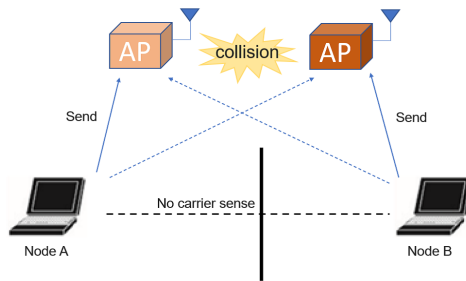 AP
collision
AP
Send
Send
No carrier sense
Node A
Node B